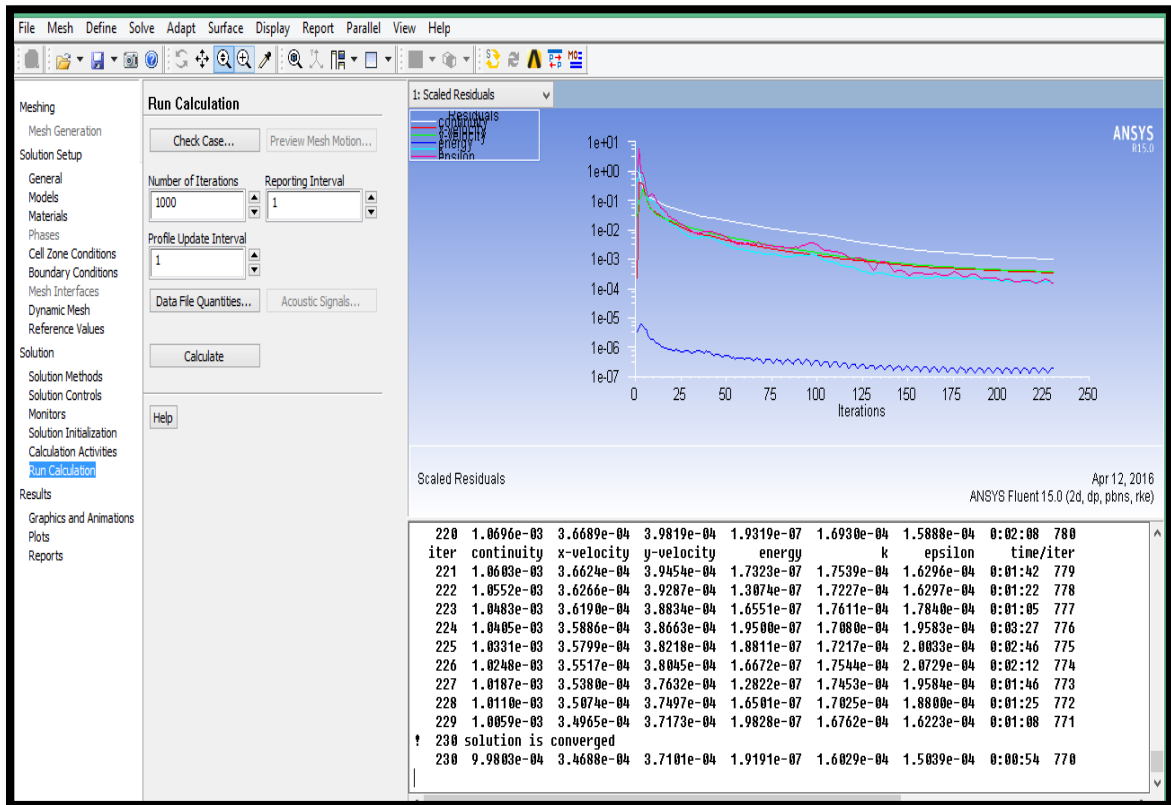 File Mesh Define Solve Adapt Surface Display Report Parallel View Help
Meshing
Mesh Generation
Solution Setup
General
Models
Materials
Phases
Cell Zone Conditions
Boundary Conditions
Mesh Interfaces
Dynamic Mesh
Reference Values
Solution
Solution Methods
Solution Controls
Monitors
Solution Initialization
Calculation Activities
Run Calculation
Results
Graphics and Animations
Plots
Reports
Run Calculation
Check Case... Preview Mesh Motion...
Number of Iterations Reporting Interval
1000 1
Profile Update Interval
1
Data File Quantities... Acoustic Signals...
Calculate
Help
1: Scaled Residuals
Residuals
continuity
x-velocity
y-velocity
energy
k
epsilon
ANSYS
R15.0
1e+01
1e+00
1e-01
1e-02
1e-03
1e-04
1e-05
1e-06
1e-07
0 25 50 75 100 125 150 175 200 225 250
Iterations
Scaled Residuals Apr 12, 2016
ANSYS Fluent 15.0 (2d, dp, pbns, rke)
220 1.0696e-03 3.6689e-04 3.9819e-04 1.9319e-07 1.6930e-04 1.5888e-04 0:02:08 780
iter continuity x-velocity y-velocity energy k epsilon time/iter
221 1.0603e-03 3.6624e-04 3.9454e-04 1.7323e-07 1.7539e-04 1.6296e-04 0:01:42 779
222 1.0552e-03 3.6266e-04 3.9287e-04 1.3074e-07 1.7227e-04 1.6297e-04 0:01:22 778
223 1.0483e-03 3.6190e-04 3.8834e-04 1.6551e-07 1.7611e-04 1.7840e-04 0:01:05 777
224 1.0405e-03 3.5886e-04 3.8663e-04 1.9500e-07 1.7080e-04 1.9583e-04 0:03:27 776
225 1.0331e-03 3.5799e-04 3.8218e-04 1.8811e-07 1.7217e-04 2.0033e-04 0:02:46 775
226 1.0248e-03 3.5517e-04 3.8045e-04 1.6672e-07 1.7544e-04 2.0729e-04 0:02:12 774
227 1.0187e-03 3.5380e-04 3.7632e-04 1.2822e-07 1.7453e-04 1.9584e-04 0:01:46 773
228 1.0110e-03 3.5074e-04 3.7497e-04 1.6501e-07 1.7025e-04 1.8800e-04 0:01:25 772
229 1.0059e-03 3.4965e-04 3.7173e-04 1.9828e-07 1.6762e-04 1.6223e-04 0:01:08 771
! 230 solution is converged
230 9.9803e-04 3.4688e-04 3.7101e-04 1.9191e-07 1.6029e-04 1.5039e-04 0:00:54 770